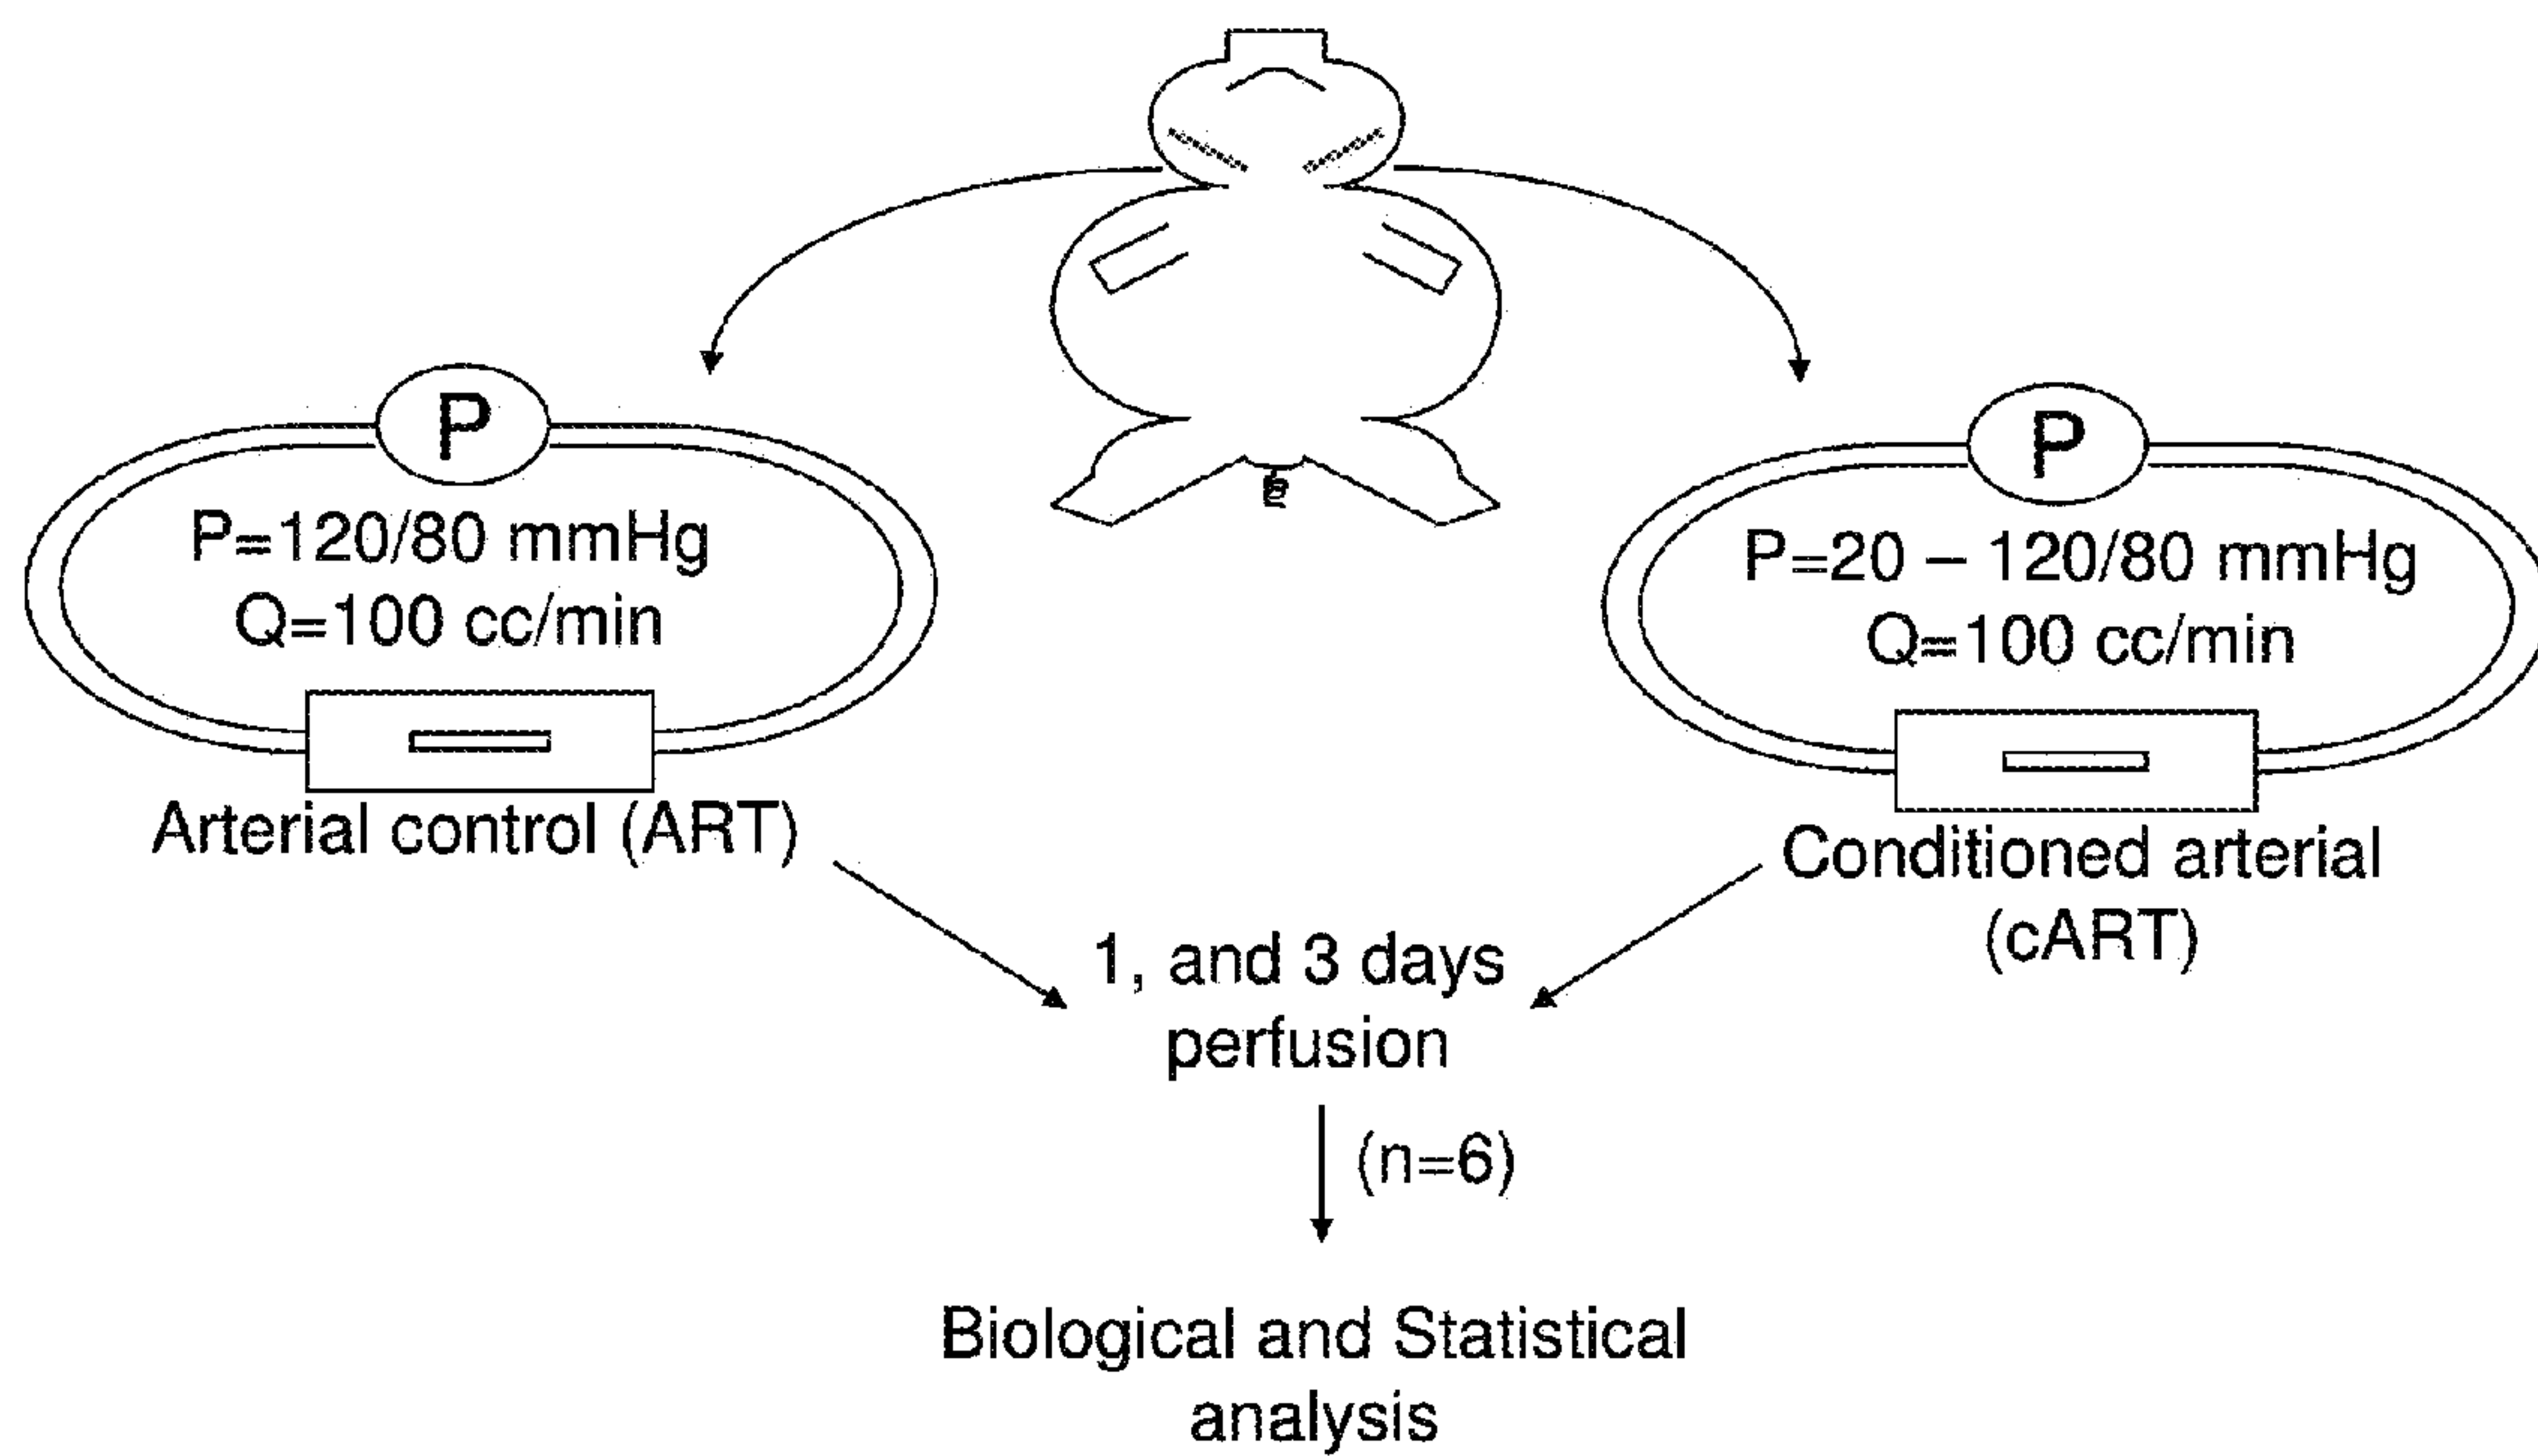 P
P=120/80 mmHg
Q=100 cc/min
Arterial control (ART)
P
P=20 – 120/80 mmHg
Q=100 cc/min
Conditioned arterial
(cART)
1, and 3 days
perfusion
(n=6)
Biological and Statistical
analysis